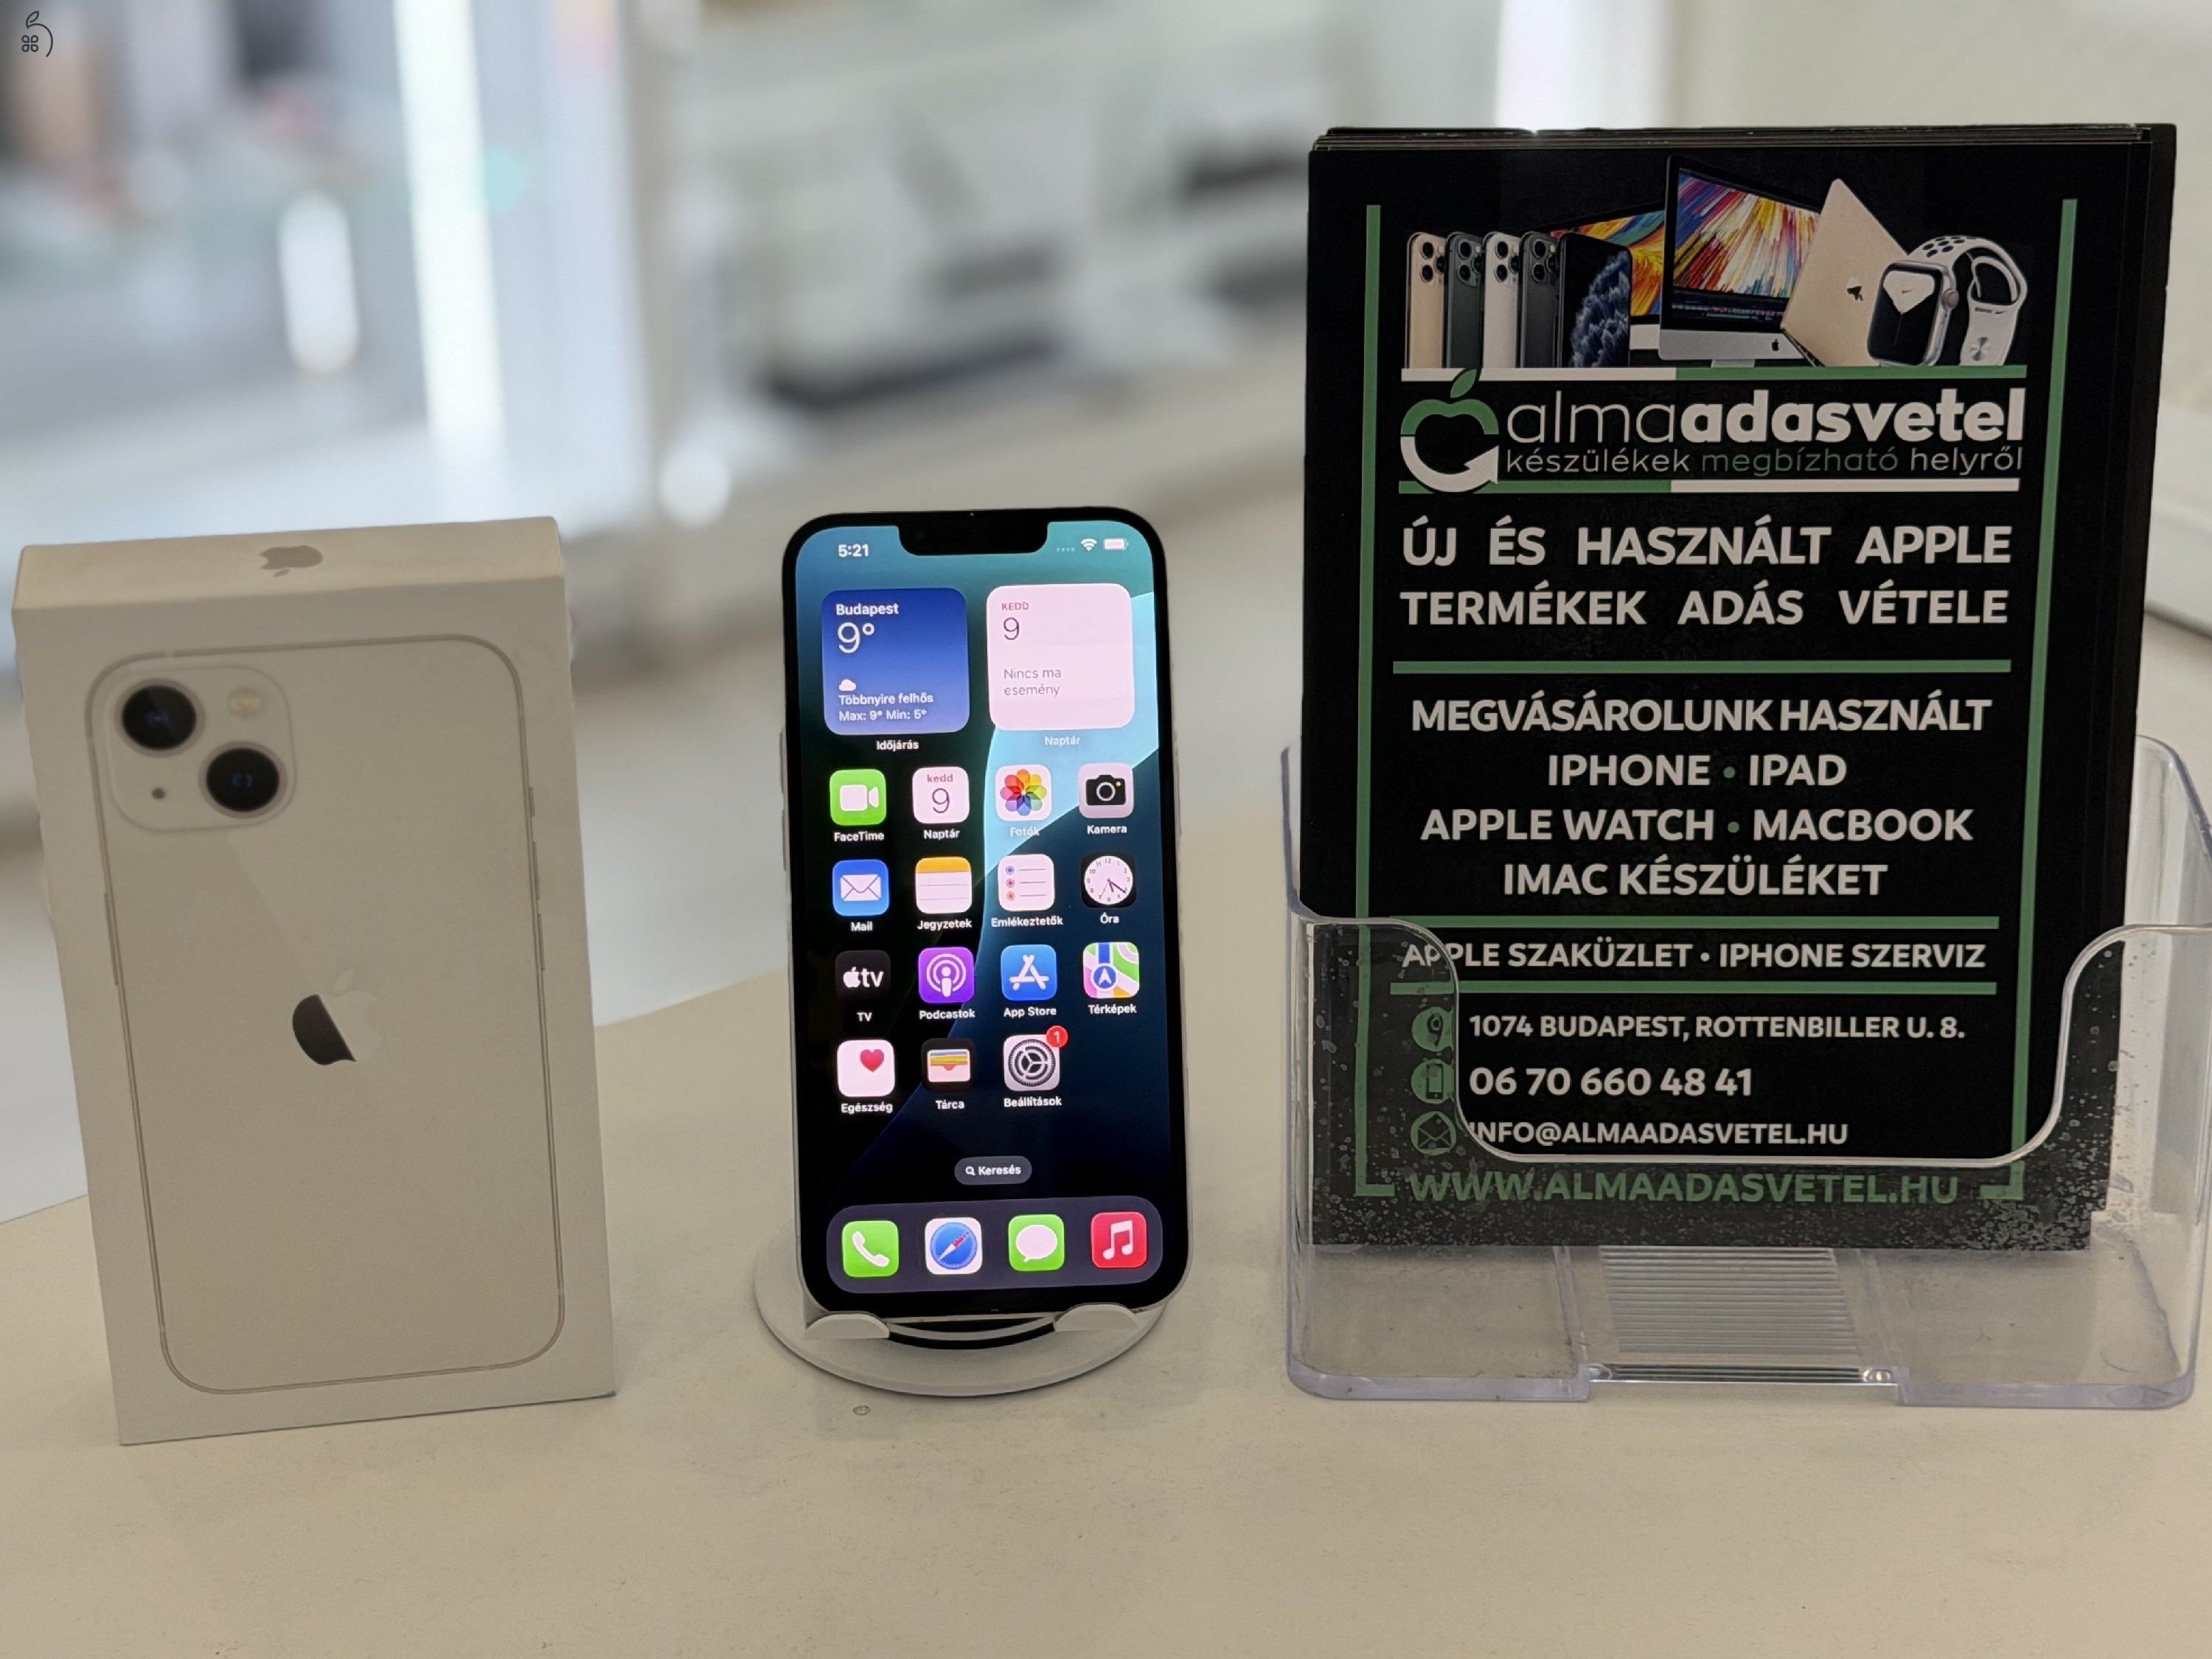 5:21
Budapest
9°
Többnyire felhős
Max: 9° Min: 5°
Időjárás
KEDD
9
Nincs ma
esemény
Naptár
FaceTime
kedd
9
Naptár
Fotók
Kamera
Mail
Jegyzetek
Emlékeztetők
Óra
tv
TV
Podcastok
App Store
Térképek
Egészség
Tárca
1
Beállítások
Keresés
almaadasvetel
készülékek megbízható helyről
ÚJ ÉS HASZNÁLT APPLE
TERMÉKEK ADÁS VÉTELE
MEGVÁSÁROLUNK HASZNÁLT
IPHONE • IPAD
APPLE WATCH • MACBOOK
IMAC KÉSZÜLÉKET
APPLE SZAKÜZLET • IPHONE SZERVIZ
1074 BUDAPEST, ROTTENBILLER U. 8.
06 70 660 48 41
INFO@ALMAADASVETEL.HU
WWW.ALMAADASVETEL.HU